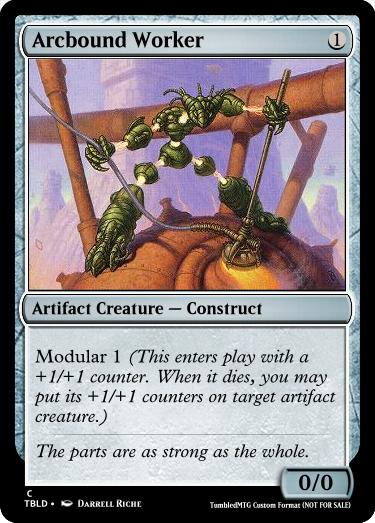 Arcbound Worker 1
Artifact Creature — Construct
Modular 1 (This enters play with a
+1/+1 counter. When it dies, you may
put its +1/+1 counters on target artifact
creature.)
The parts are as strong as the whole.
0/0
C
TBLD • Darrell Riche
TumbledMTG Custom Format (NOT FOR SALE)